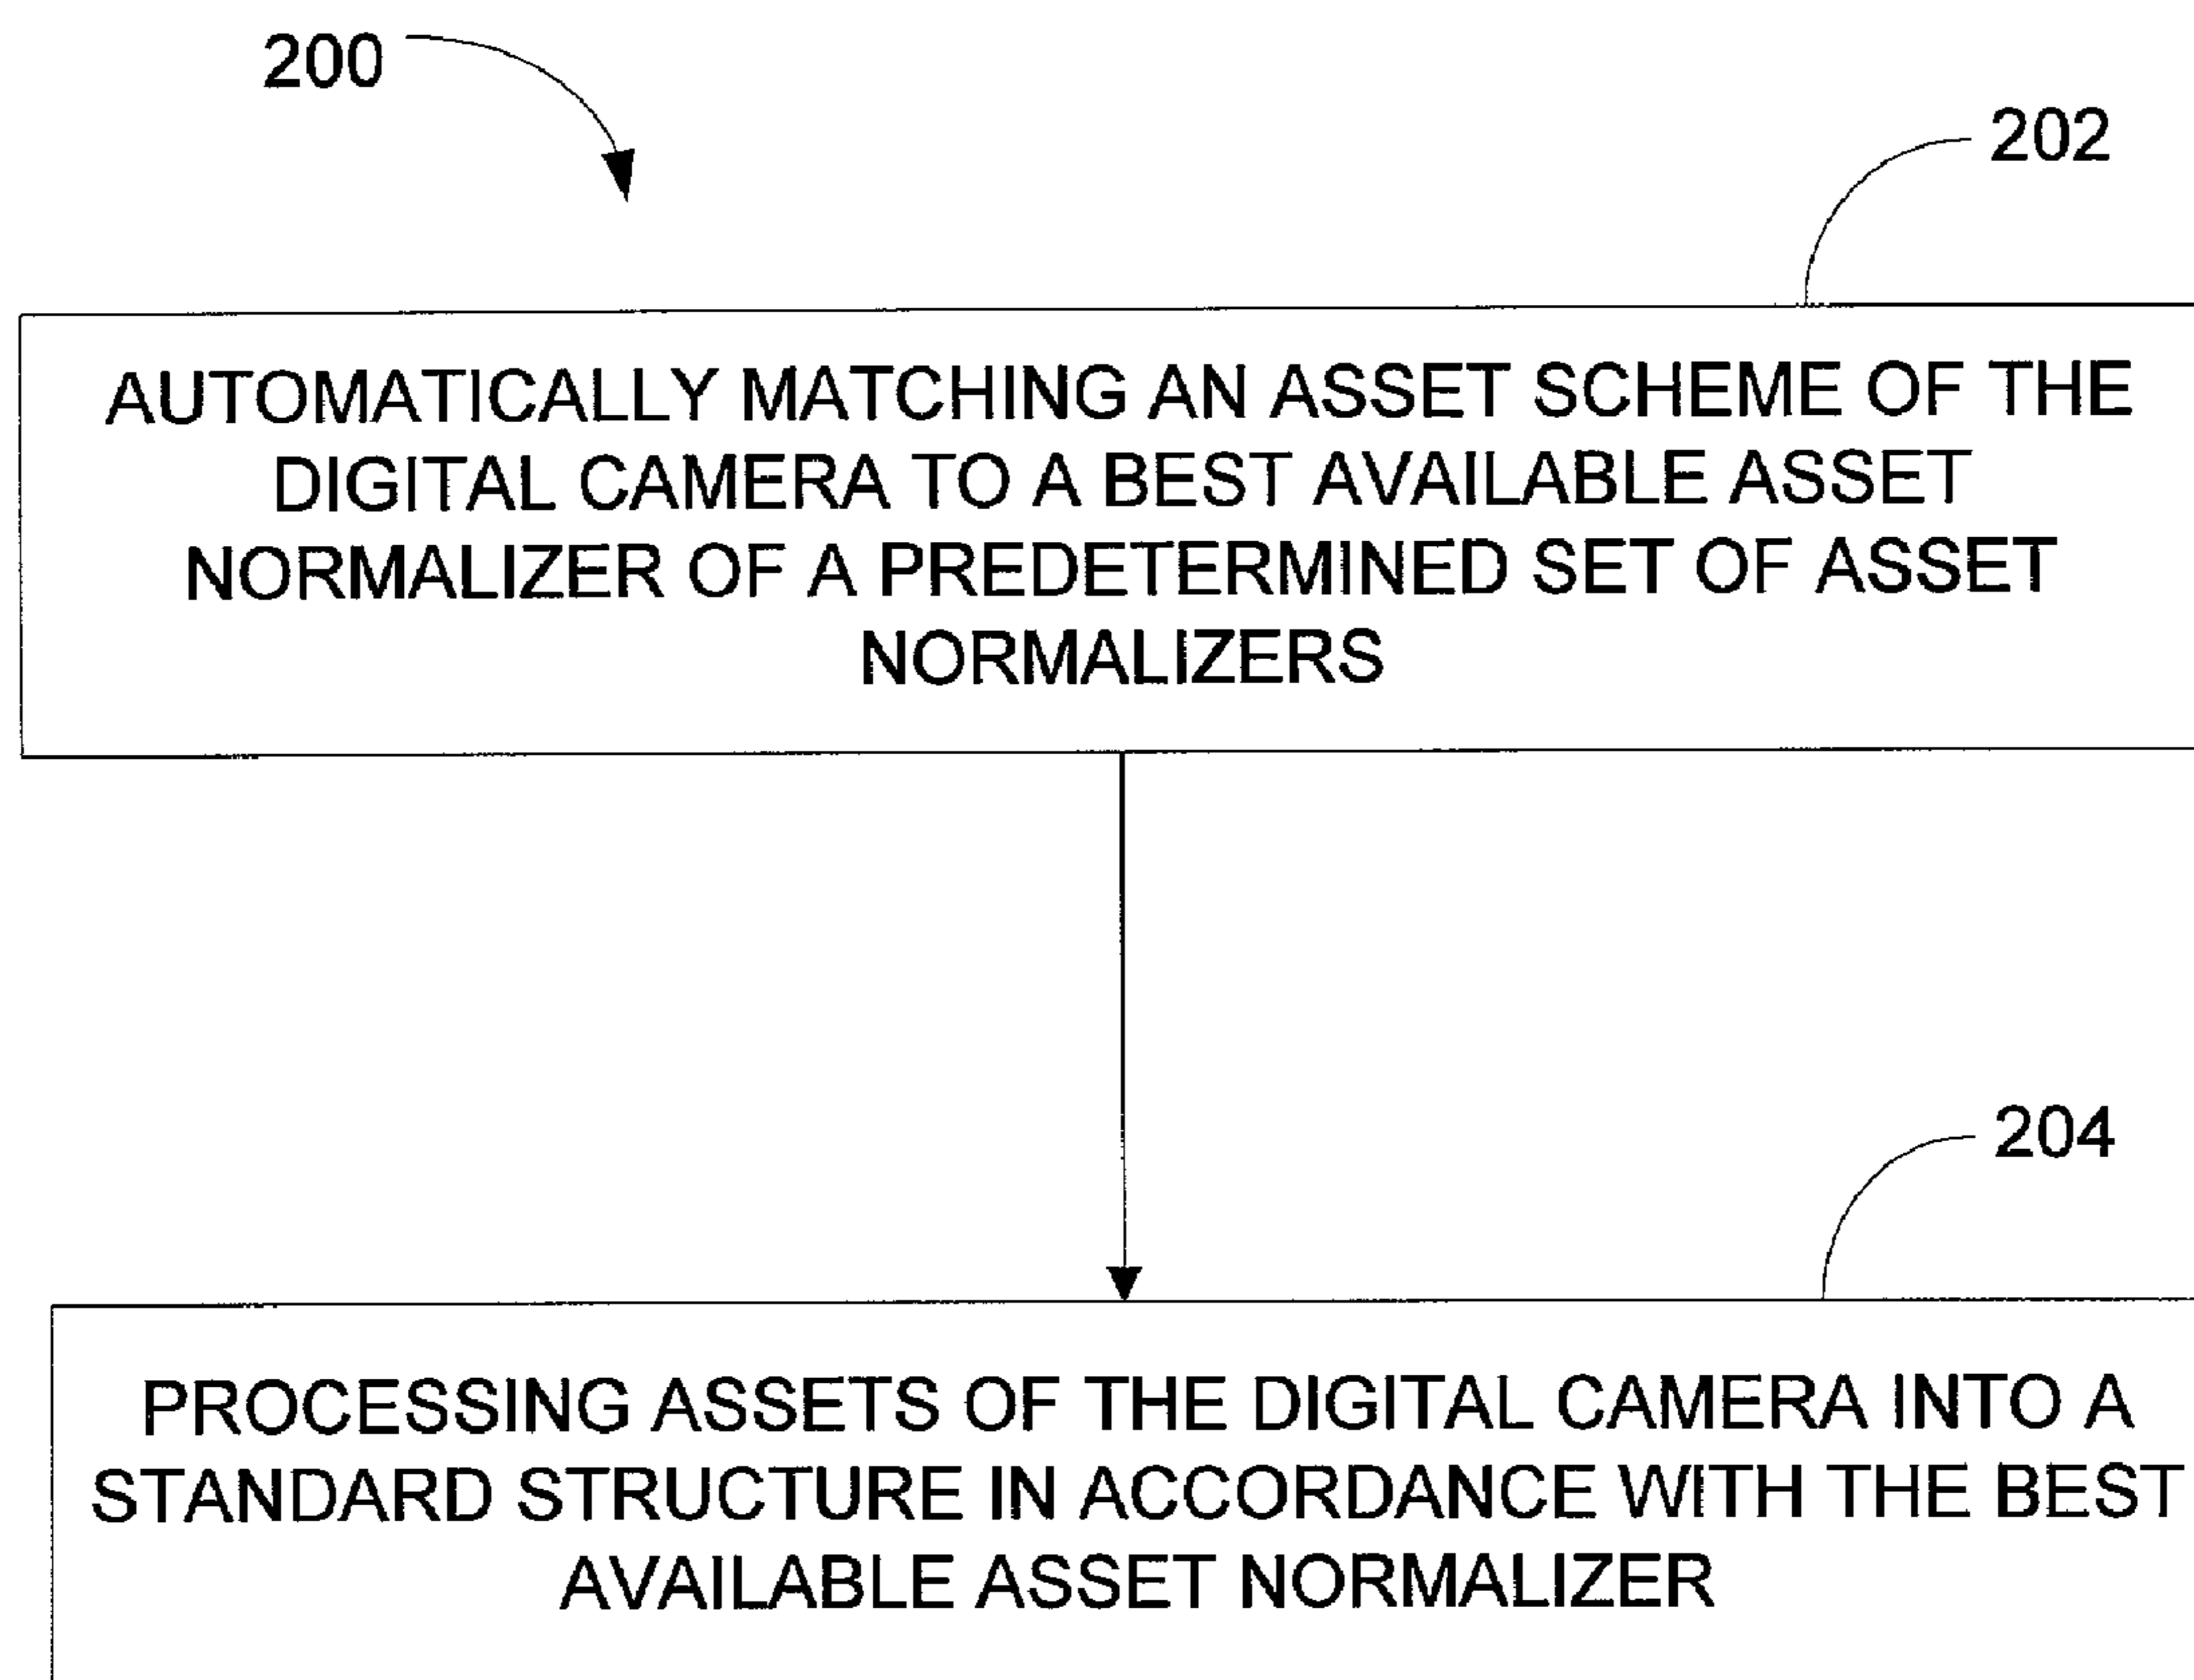 200
202
AUTOMATICALLY MATCHING AN ASSET SCHEME OF THE
DIGITAL CAMERA TO A BEST AVAILABLE ASSET
NORMALIZER OF A PREDETERMINED SET OF ASSET
NORMALIZERS
204
PROCESSING ASSETS OF THE DIGITAL CAMERA INTO A
STANDARD STRUCTURE IN ACCORDANCE WITH THE BEST
AVAILABLE ASSET NORMALIZER